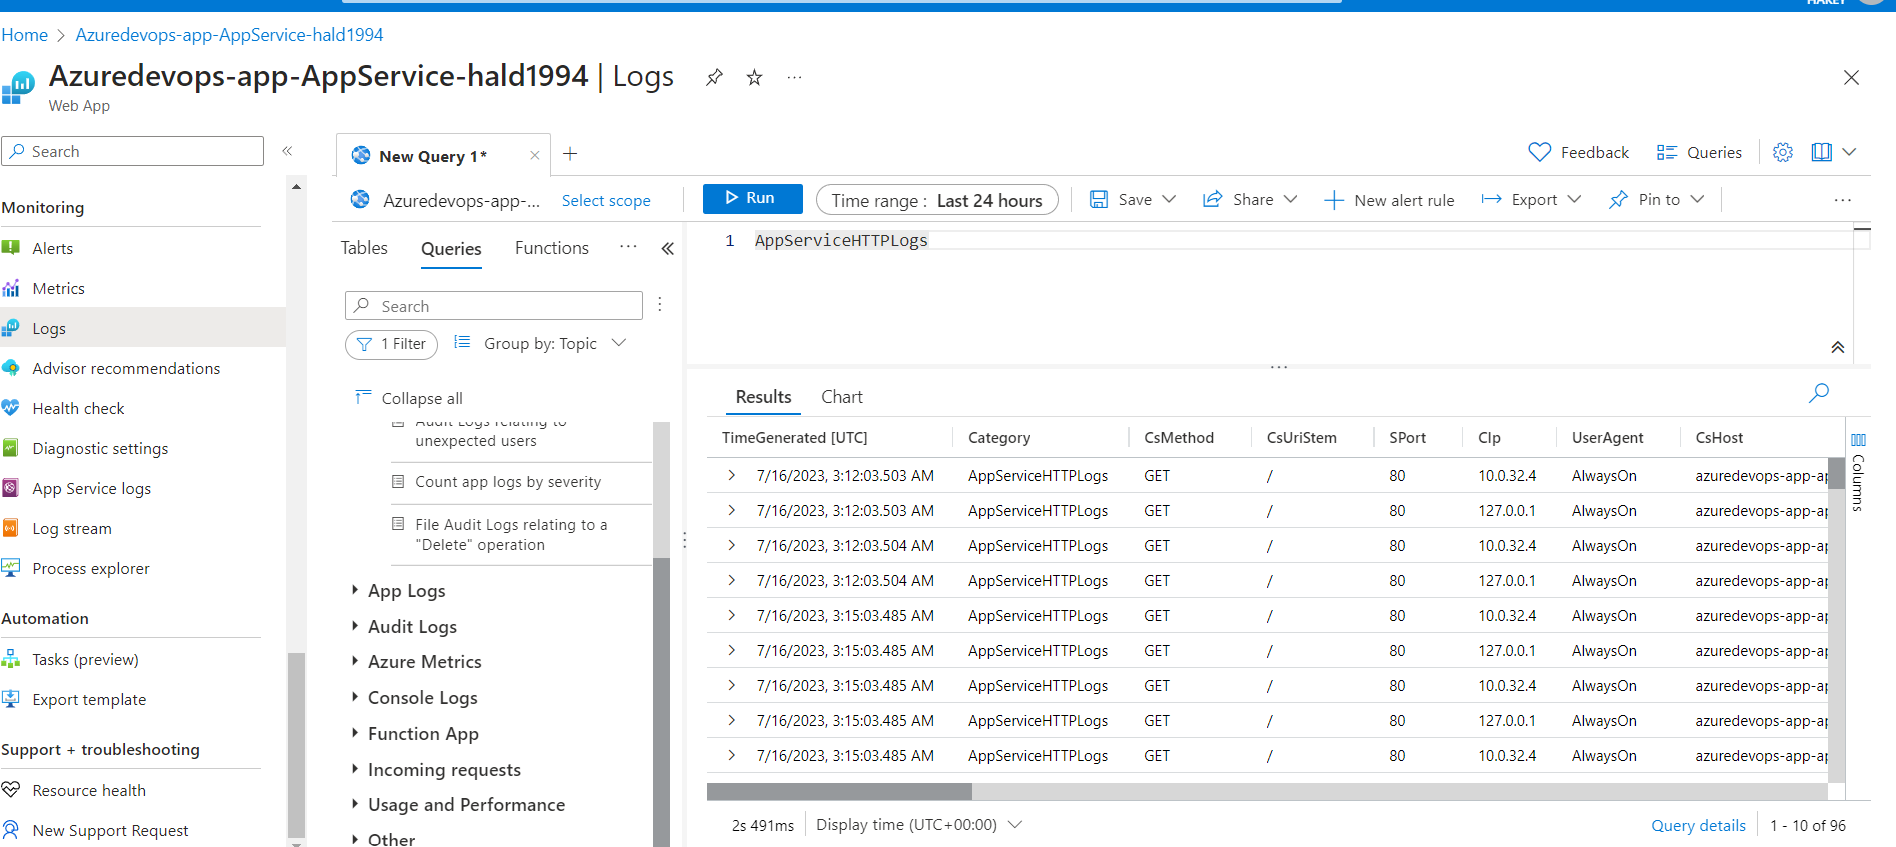 HAKEY
Home > Azuredevops-app-AppService-hald1994
Azuredevops-app-AppService-hald1994 | Logs
Web App
Search
Monitoring
Alerts
Metrics
Logs
Advisor recommendations
Health check
Diagnostic settings
App Service logs
Log stream
Process explorer
Automation
Tasks (preview)
Export template
Support + troubleshooting
Resource health
New Support Request
New Query 1*
Feedback
Queries
Azuredevops-app-...
Select scope
Run
Time range : Last 24 hours
Save
Share
New alert rule
Export
Pin to
Tables
Queries
Functions
Search
1 Filter
Group by: Topic
Collapse all
Audit Logs relating to
unexpected users
Count app logs by severity
File Audit Logs relating to a
"Delete" operation
App Logs
Audit Logs
Azure Metrics
Console Logs
Function App
Incoming requests
Usage and Performance
Other
1 AppServiceHTTPLogs
Results
Chart
TimeGenerated [UTC] Category CsMethod CsUriStem SPort CIp UserAgent CsHost
7/16/2023, 3:12:03.503 AM AppServiceHTTPLogs GET / 80 10.0.32.4 AlwaysOn azuredevops-app-ap
7/16/2023, 3:12:03.503 AM AppServiceHTTPLogs GET / 80 127.0.0.1 AlwaysOn azuredevops-app-ap
7/16/2023, 3:12:03.504 AM AppServiceHTTPLogs GET / 80 10.0.32.4 AlwaysOn azuredevops-app-ap
7/16/2023, 3:12:03.504 AM AppServiceHTTPLogs GET / 80 127.0.0.1 AlwaysOn azuredevops-app-ap
7/16/2023, 3:15:03.485 AM AppServiceHTTPLogs GET / 80 10.0.32.4 AlwaysOn azuredevops-app-ap
7/16/2023, 3:15:03.485 AM AppServiceHTTPLogs GET / 80 127.0.0.1 AlwaysOn azuredevops-app-ap
7/16/2023, 3:15:03.485 AM AppServiceHTTPLogs GET / 80 10.0.32.4 AlwaysOn azuredevops-app-ap
7/16/2023, 3:15:03.485 AM AppServiceHTTPLogs GET / 80 127.0.0.1 AlwaysOn azuredevops-app-ap
7/16/2023, 3:15:03.485 AM AppServiceHTTPLogs GET / 80 10.0.32.4 AlwaysOn azuredevops-app-ap
Columns
2s 491ms
Display time (UTC+00:00)
Query details
1 - 10 of 96